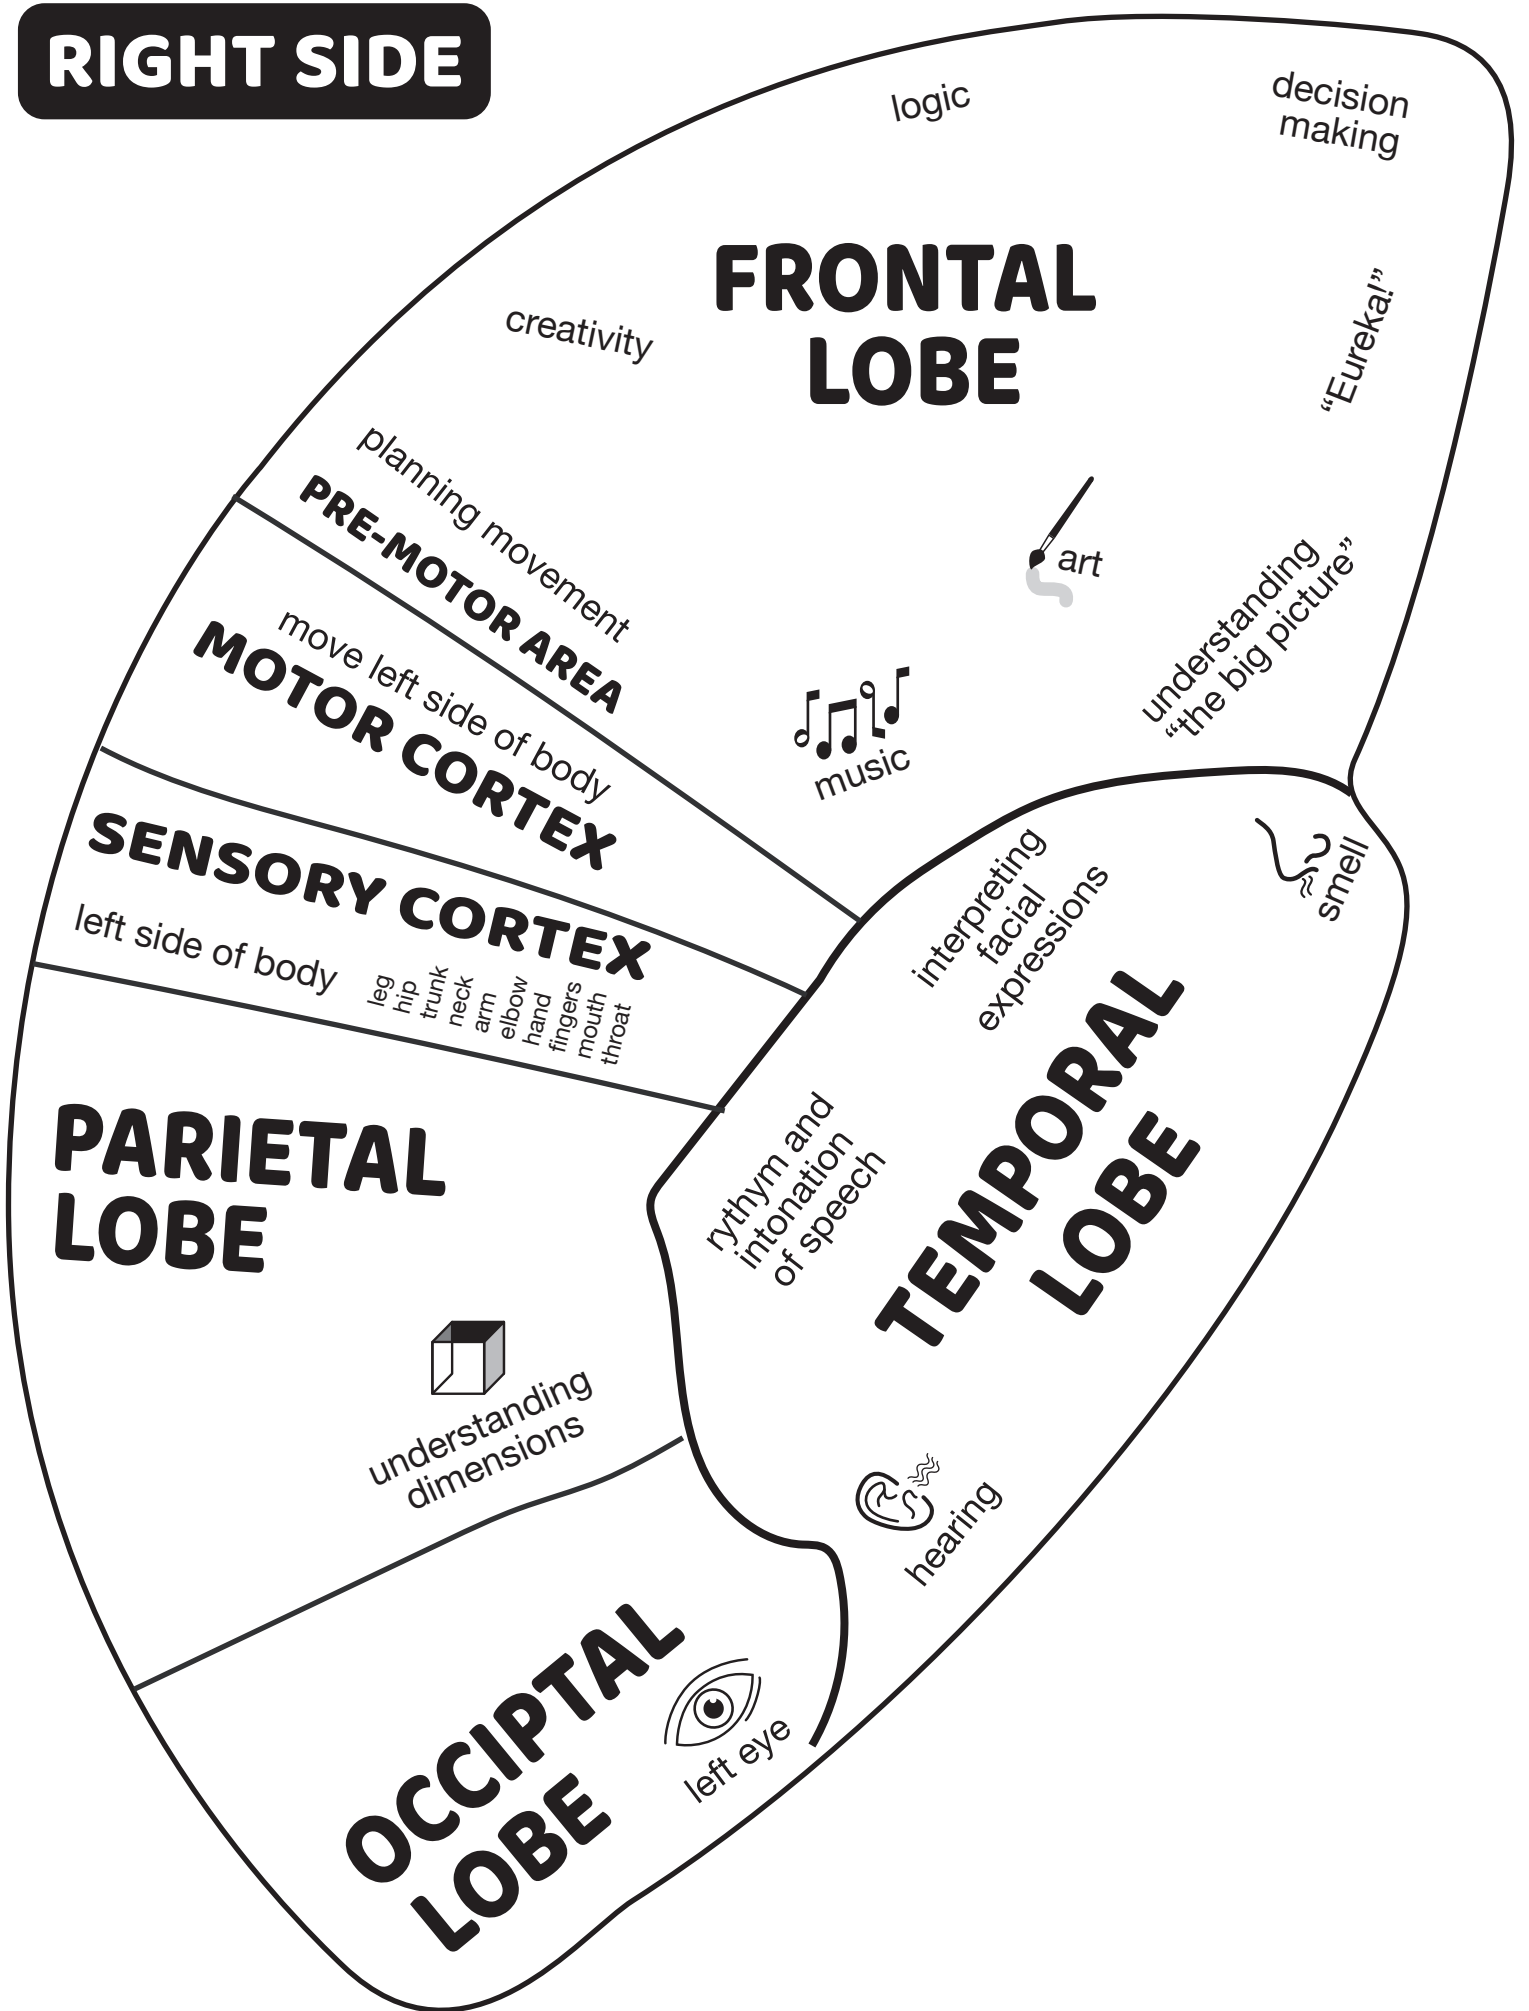 RIGHT SIDE
logic
decision
making
FRONTAL
LOBE
creativity
“Eureka!”
planning movement
PRE-MOTOR AREA
art
understanding
“the big picture”
music
move left side of body
MOTOR CORTEX
SENSORY CORTEX
left side of body
leg
hip
trunk
neck
arm
elbow
hand
fingers
mouth
throat
smell
interpreting
facial
expressions
TEMPORAL
LOBE
rythym and
intonation
of speech
hearing
PARIETAL
LOBE
understanding
dimensions
OCCIPTAL
LOBE
left eye